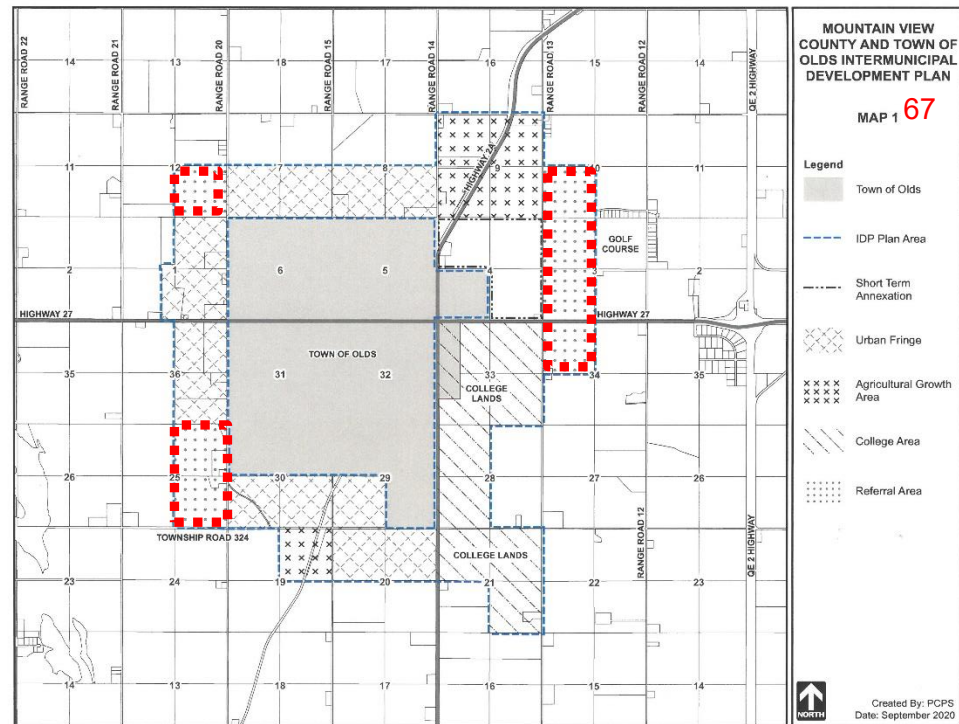 RANGE ROAD 22
RANGE ROAD 21
RANGE ROAD 20
RANGE ROAD 15
RANGE ROAD 14
RANGE ROAD 13
RANGE ROAD 12
QE 2 HIGHWAY
14 13 18 17 16 15 14
HIGHWAY 2A
11 12 7 8 9 10 11
GOLF
COURSE
2 1 6 5 4 3 2
HIGHWAY 27
HIGHWAY 27
TOWN OF OLDS
35 36 31 32 33 34 35
COLLEGE
LANDS
26 25 30 29 28 27 26
TOWNSHIP ROAD 324
COLLEGE LANDS
RANGE ROAD 12
QE 2 HIGHWAY
23 24 19 20 21 22 23
14 13 18 17 16 15 14
MOUNTAIN VIEW
COUNTY AND TOWN OF
OLDS INTERMUNICIPAL
DEVELOPMENT PLAN
MAP 1 67
Legend
Town of Olds
IDP Plan Area
Short Term
Annexation
Urban Fringe
Agricultural Growth
Area
College Area
Referral Area
NORTH
Created By: PCPS
Date: September 2020